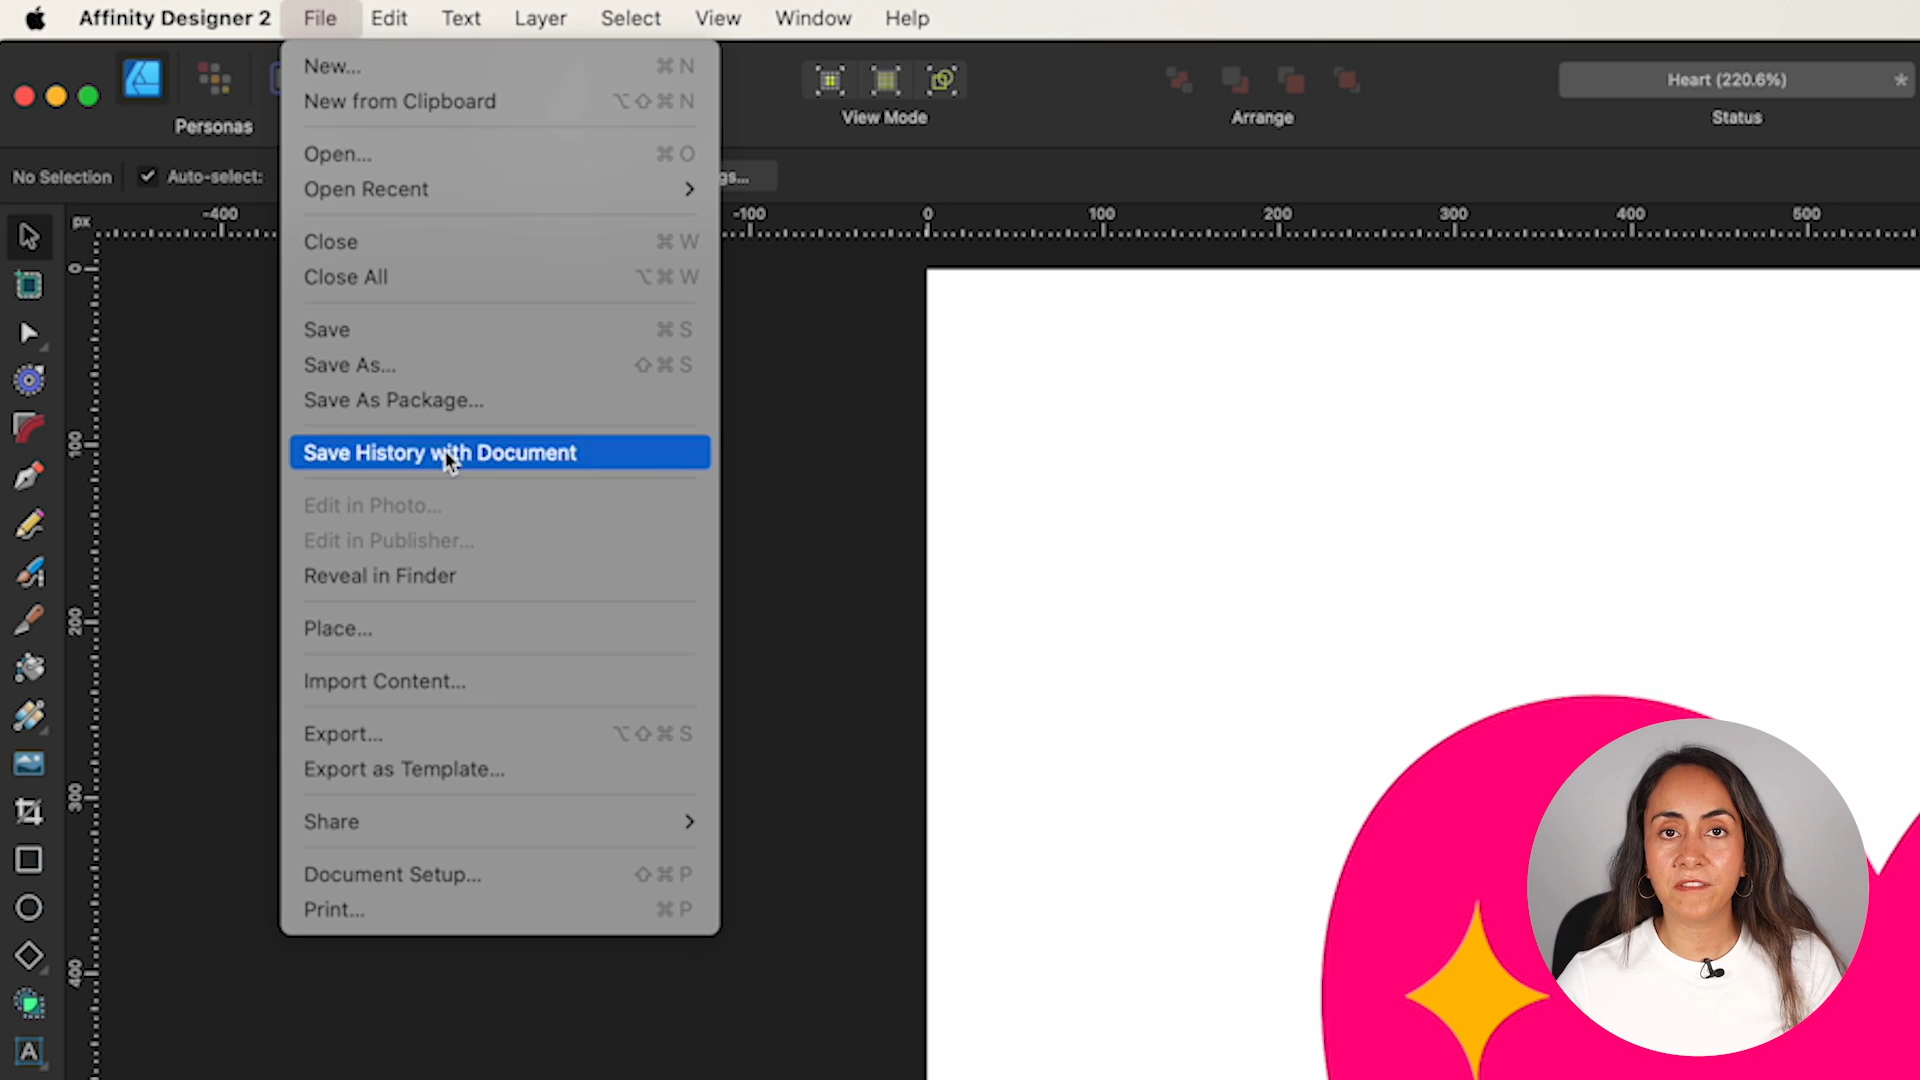 Affinity Designer 2 File Edit Text Layer Select View Window Help
New... ⌘ N
New from Clipboard ⌥ ⇧ ⌘ N
Open... ⌘ O
Open Recent
Close ⌘ W
Close All ⌥ ⌘ W
Save ⌘ S
Save As... ⇧ ⌘ S
Save As Package...
Save History with Document
Edit in Photo...
Edit in Publisher...
Reveal in Finder
Place...
Import Content...
Export... ⌥ ⇧ ⌘ S
Export as Template...
Share
Document Setup... ⇧ ⌘ P
Print... ⌘ P
Personas
View Mode
Arrange
Heart (220.6%) *
Status
No Selection Auto-select: gs...
px -400 -100 0 100 200 300 400 500
0
100
200
300
400
A